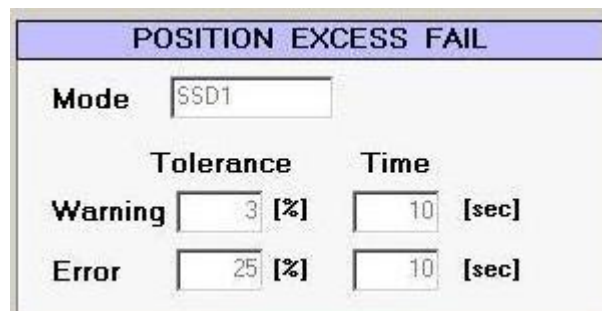 POSITION EXCESS FAIL
Mode SSD1
Tolerance Time
Warning 3 [%] 10 [sec]
Error 25 [%] 10 [sec]